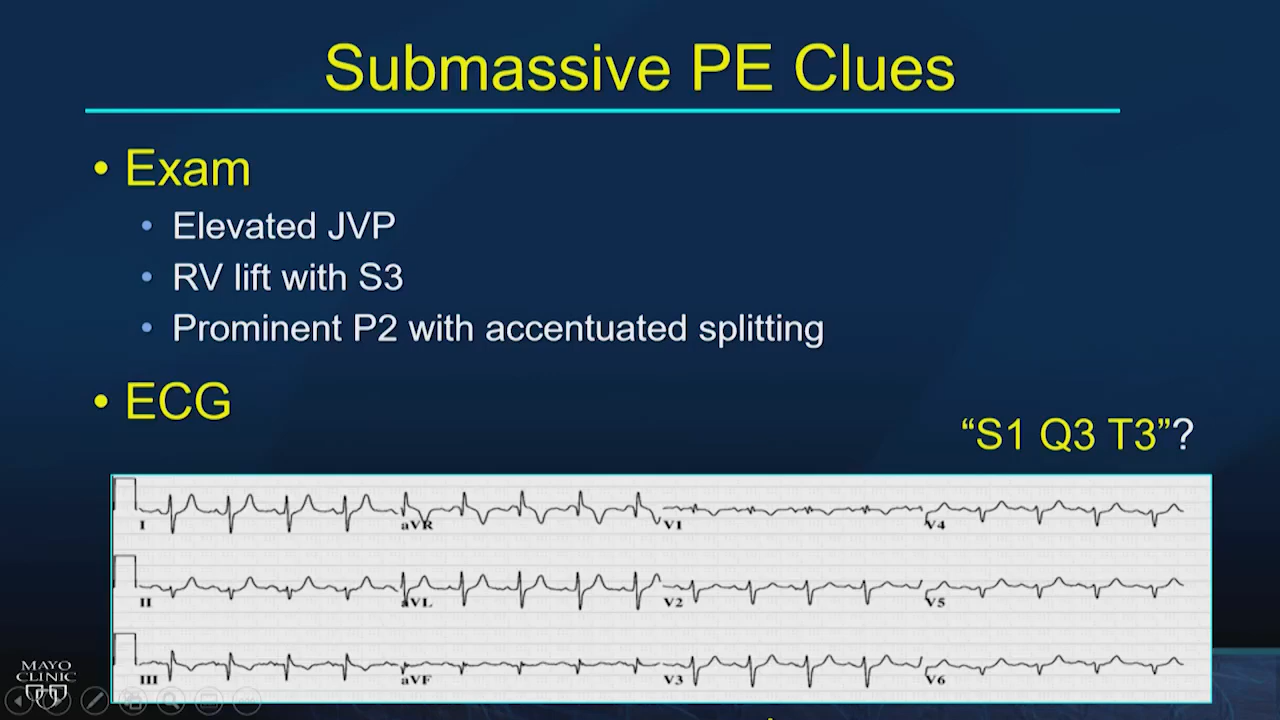 Submassive PE Clues
• Exam
• Elevated JVP
• RV lift with S3
• Prominent P2 with accentuated splitting
• ECG
“S1 Q3 T3”?
I aVR V1 V4
II aVL V2 V5
III aVF V3 V6
MAYO
CLINIC